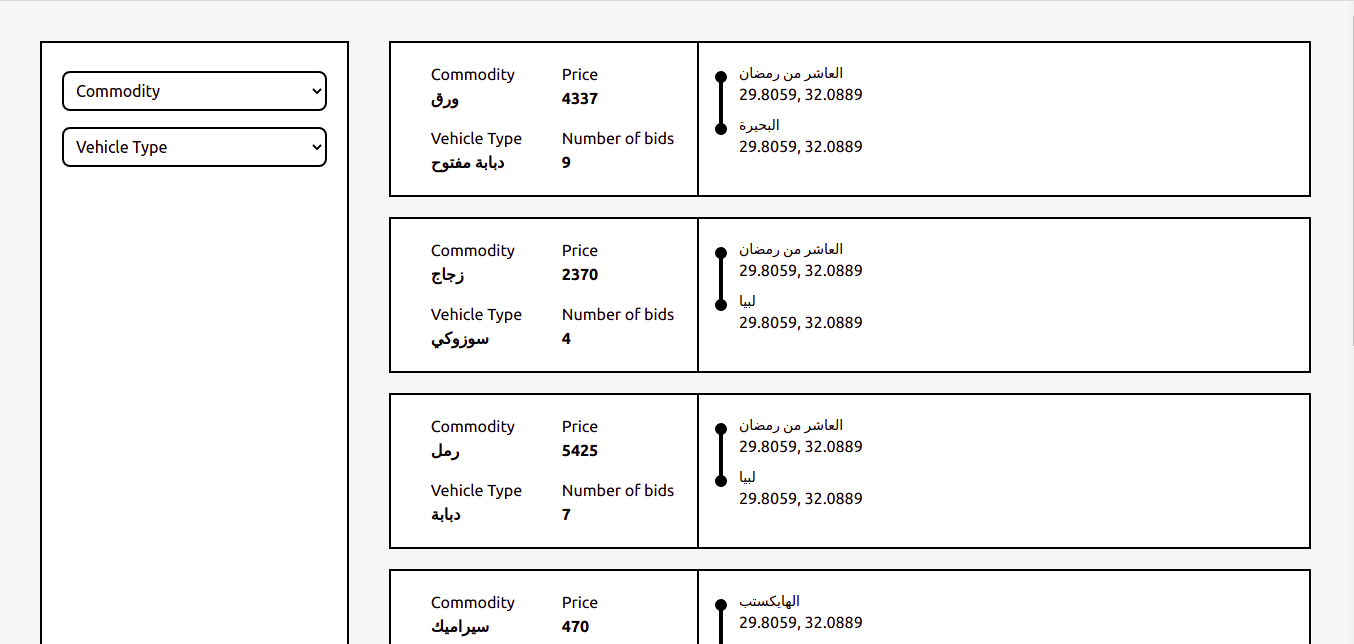 Commodity
Vehicle Type
Commodity Price
ورق 4337
Vehicle Type Number of bids
دبابة مفتوح 9
العاشر من رمضان
29.8059, 32.0889
البحيرة
29.8059, 32.0889
Commodity Price
زجاج 2370
Vehicle Type Number of bids
سوزوكي 4
العاشر من رمضان
29.8059, 32.0889
لبيا
29.8059, 32.0889
Commodity Price
رمل 5425
Vehicle Type Number of bids
دبابة 7
العاشر من رمضان
29.8059, 32.0889
لبيا
29.8059, 32.0889
Commodity Price
سيراميك 470
الهايكستب
29.8059, 32.0889